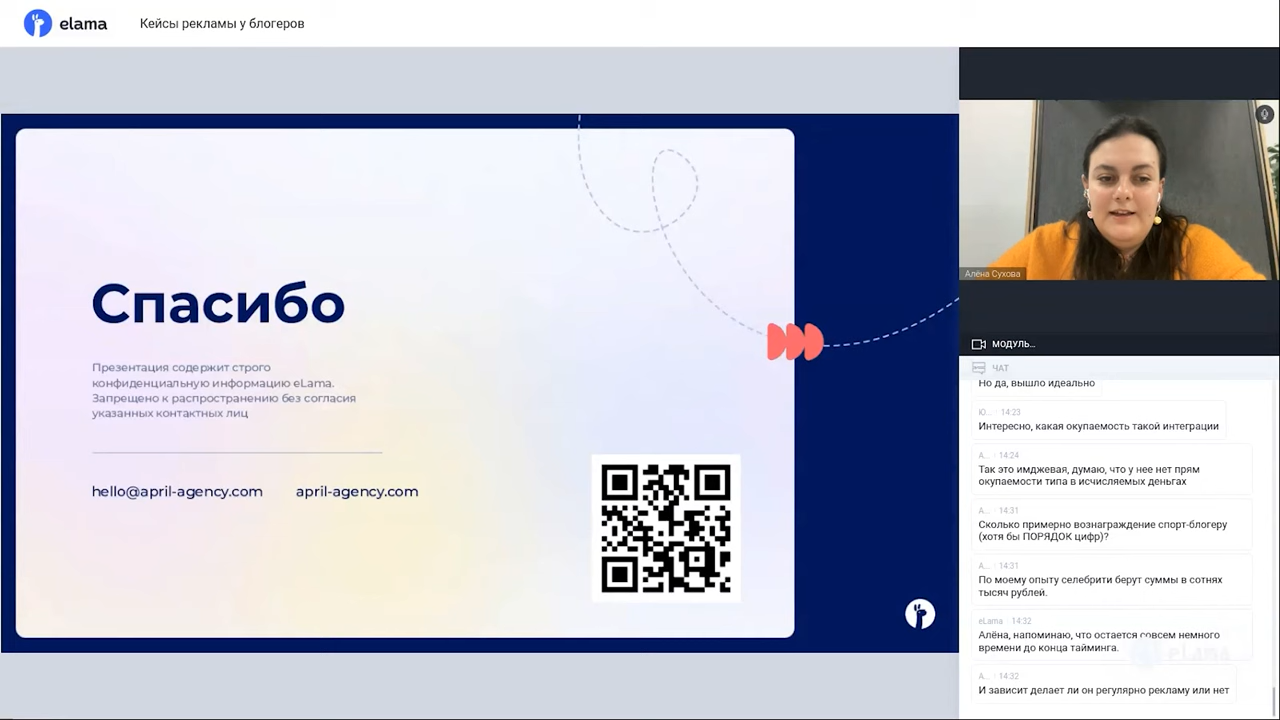 elama
Кейсы рекламы у блогеров
Спасибо
Презентация содержит строго
конфиденциальную информацию eLama.
Запрещено к распространению без согласия
указанных контактных лиц
hello@april-agency.com
april-agency.com
Алёна Сухова
МОДУЛЬ...
ЧАТ
Но да, вышло идеально
Ю... · 14:23
Интересно, какая окупаемость такой интеграции
А... · 14:24
Так это имджевая, думаю, что у нее нет прям
окупаемости типа в исчисляемых деньгах
А... · 14:31
Сколько примерно вознаграждение спорт-блогеру
(хотя бы ПОРЯДОК цифр)?
А... · 14:31
По моему опыту селебрити берут суммы в сотнях
тысяч рублей.
eLama · 14:32
Алёна, напоминаю, что остается совсем немного
времени до конца тайминга.
elama
А... · 14:32
И зависит делает ли он регулярно рекламу или нет